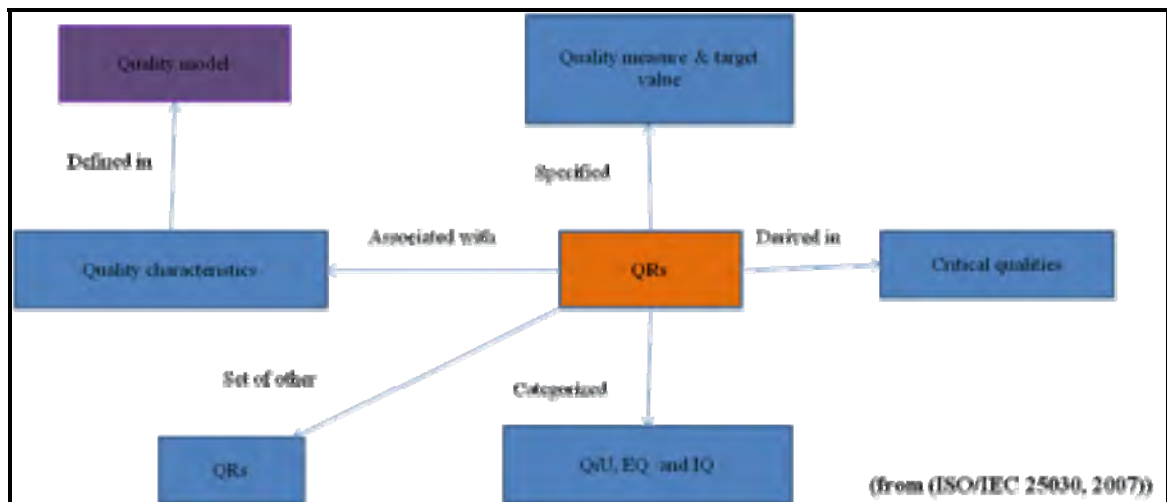 Quality model
Quality measure & target
value
Defined in
Specified
Associated with
Derived in
Quality characteristics
QRs
Critical qualities
Set of other
Categorized
QRs
QiU, EQ and IQ
(from (ISO/IEC 25030, 2007))